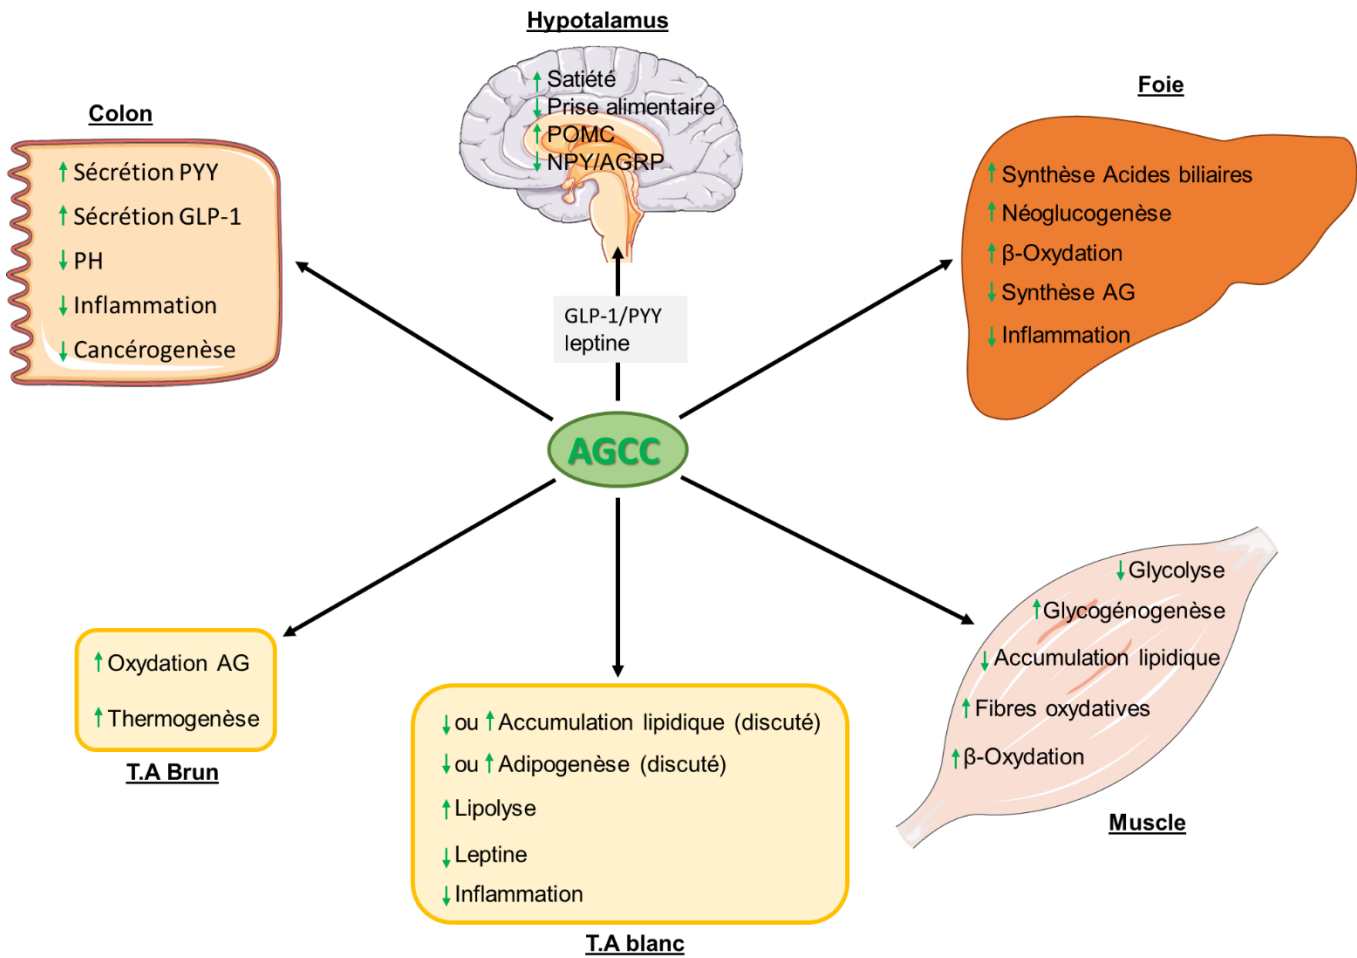 Hypotalamus
↑ Satiété
↓ Prise alimentaire
↑ POMC
↓ NPY/AGRP
Colon
↑ Sécrétion PYY
↑ Sécrétion GLP-1
↓ PH
↓ Inflammation
↓ Cancérogenèse
Foie
↑ Synthèse Acides biliaires
↑ Néoglucogenèse
↑ β-Oxydation
↓ Synthèse AG
↓ Inflammation
GLP-1/PYY
leptine
AGCC
↑ Oxydation AG
↑ Thermogenèse
T.A Brun
↓ ou ↑ Accumulation lipidique (discuté)
↓ ou ↑ Adipogenèse (discuté)
↑ Lipolyse
↓ Leptine
↓ Inflammation
T.A blanc
↓ Glycolyse
↑ Glycogénogenèse
↓ Accumulation lipidique
↑ Fibres oxydatives
↑ β-Oxydation
Muscle